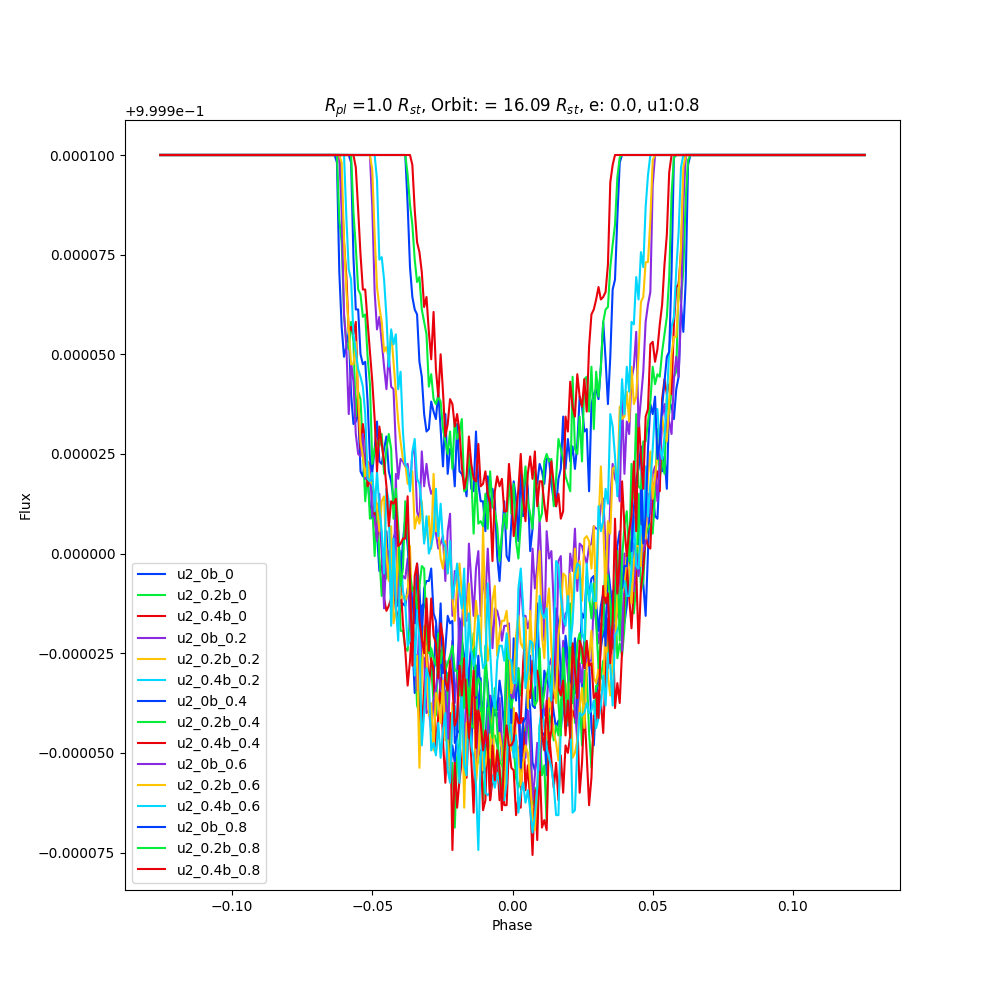 R_pl =1.0 R_st, Orbit: = 16.09 R_st, e: 0.0, u1:0.8
+9.999e−1
0.000100
0.000075
0.000050
0.000025
0.000000
−0.000025
−0.000050
−0.000075
Flux
u2_0b_0
u2_0.2b_0
u2_0.4b_0
u2_0b_0.2
u2_0.2b_0.2
u2_0.4b_0.2
u2_0b_0.4
u2_0.2b_0.4
u2_0.4b_0.4
u2_0b_0.6
u2_0.2b_0.6
u2_0.4b_0.6
u2_0b_0.8
u2_0.2b_0.8
u2_0.4b_0.8
−0.10 −0.05 0.00 0.05 0.10
Phase